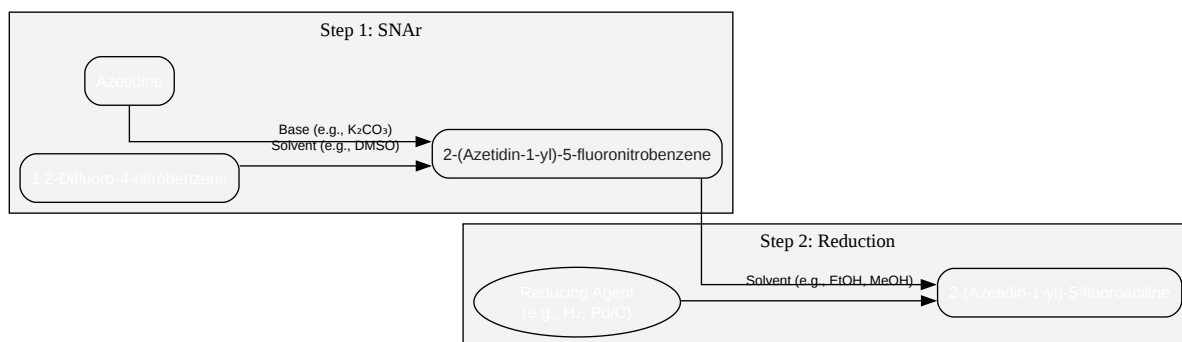 Step 1: SNAr
Azetidine
Base (e.g., K₂CO₃)
Solvent (e.g., DMSO)
1,2-Difluoro-4-nitrobenzene
2-(Azetidin-1-yl)-5-fluoronitrobenzene
Step 2: Reduction
Reducing Agent
(e.g., H₂, Pd/C)
Solvent (e.g., EtOH, MeOH)
2-(Azetidin-1-yl)-5-fluoroaniline